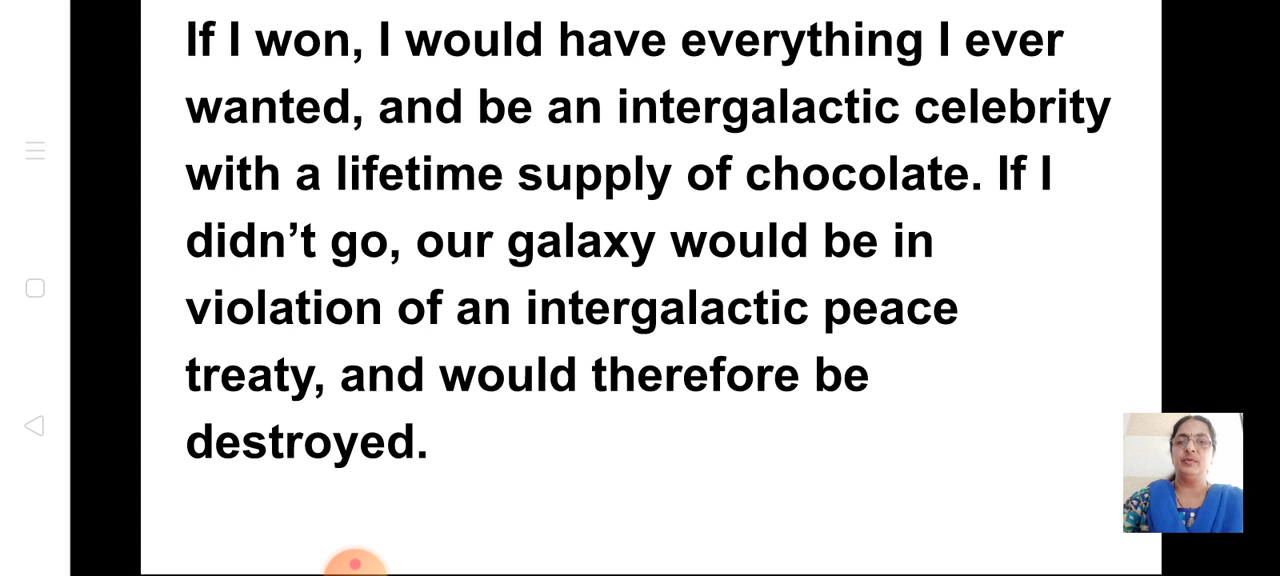 If I won, I would have everything I ever
wanted, and be an intergalactic celebrity
with a lifetime supply of chocolate. If I
didn’t go, our galaxy would be in
violation of an intergalactic peace
treaty, and would therefore be
destroyed.